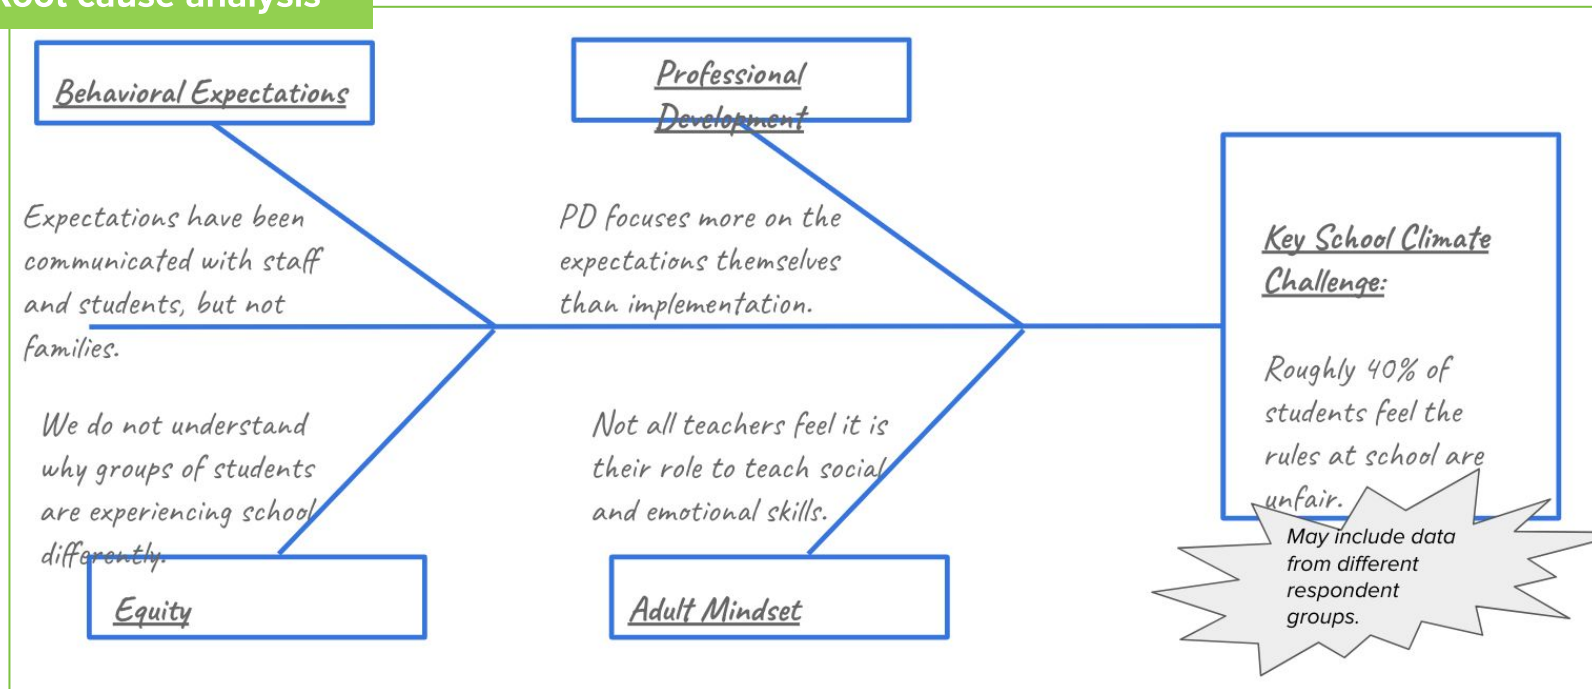 Root cause analysis
Behavioral Expectations
Professional
Development
Expectations have been
communicated with staff
and students, but not
families.
PD focuses more on the
expectations themselves
than implementation.
Key School Climate
Challenge:
Roughly 40% of
students feel the
rules at school are
unfair.
We do not understand
why groups of students
are experiencing school
differently.
Not all teachers feel it is
their role to teach social
and emotional skills.
May include data
from different
respondent
groups.
Equity
Adult Mindset